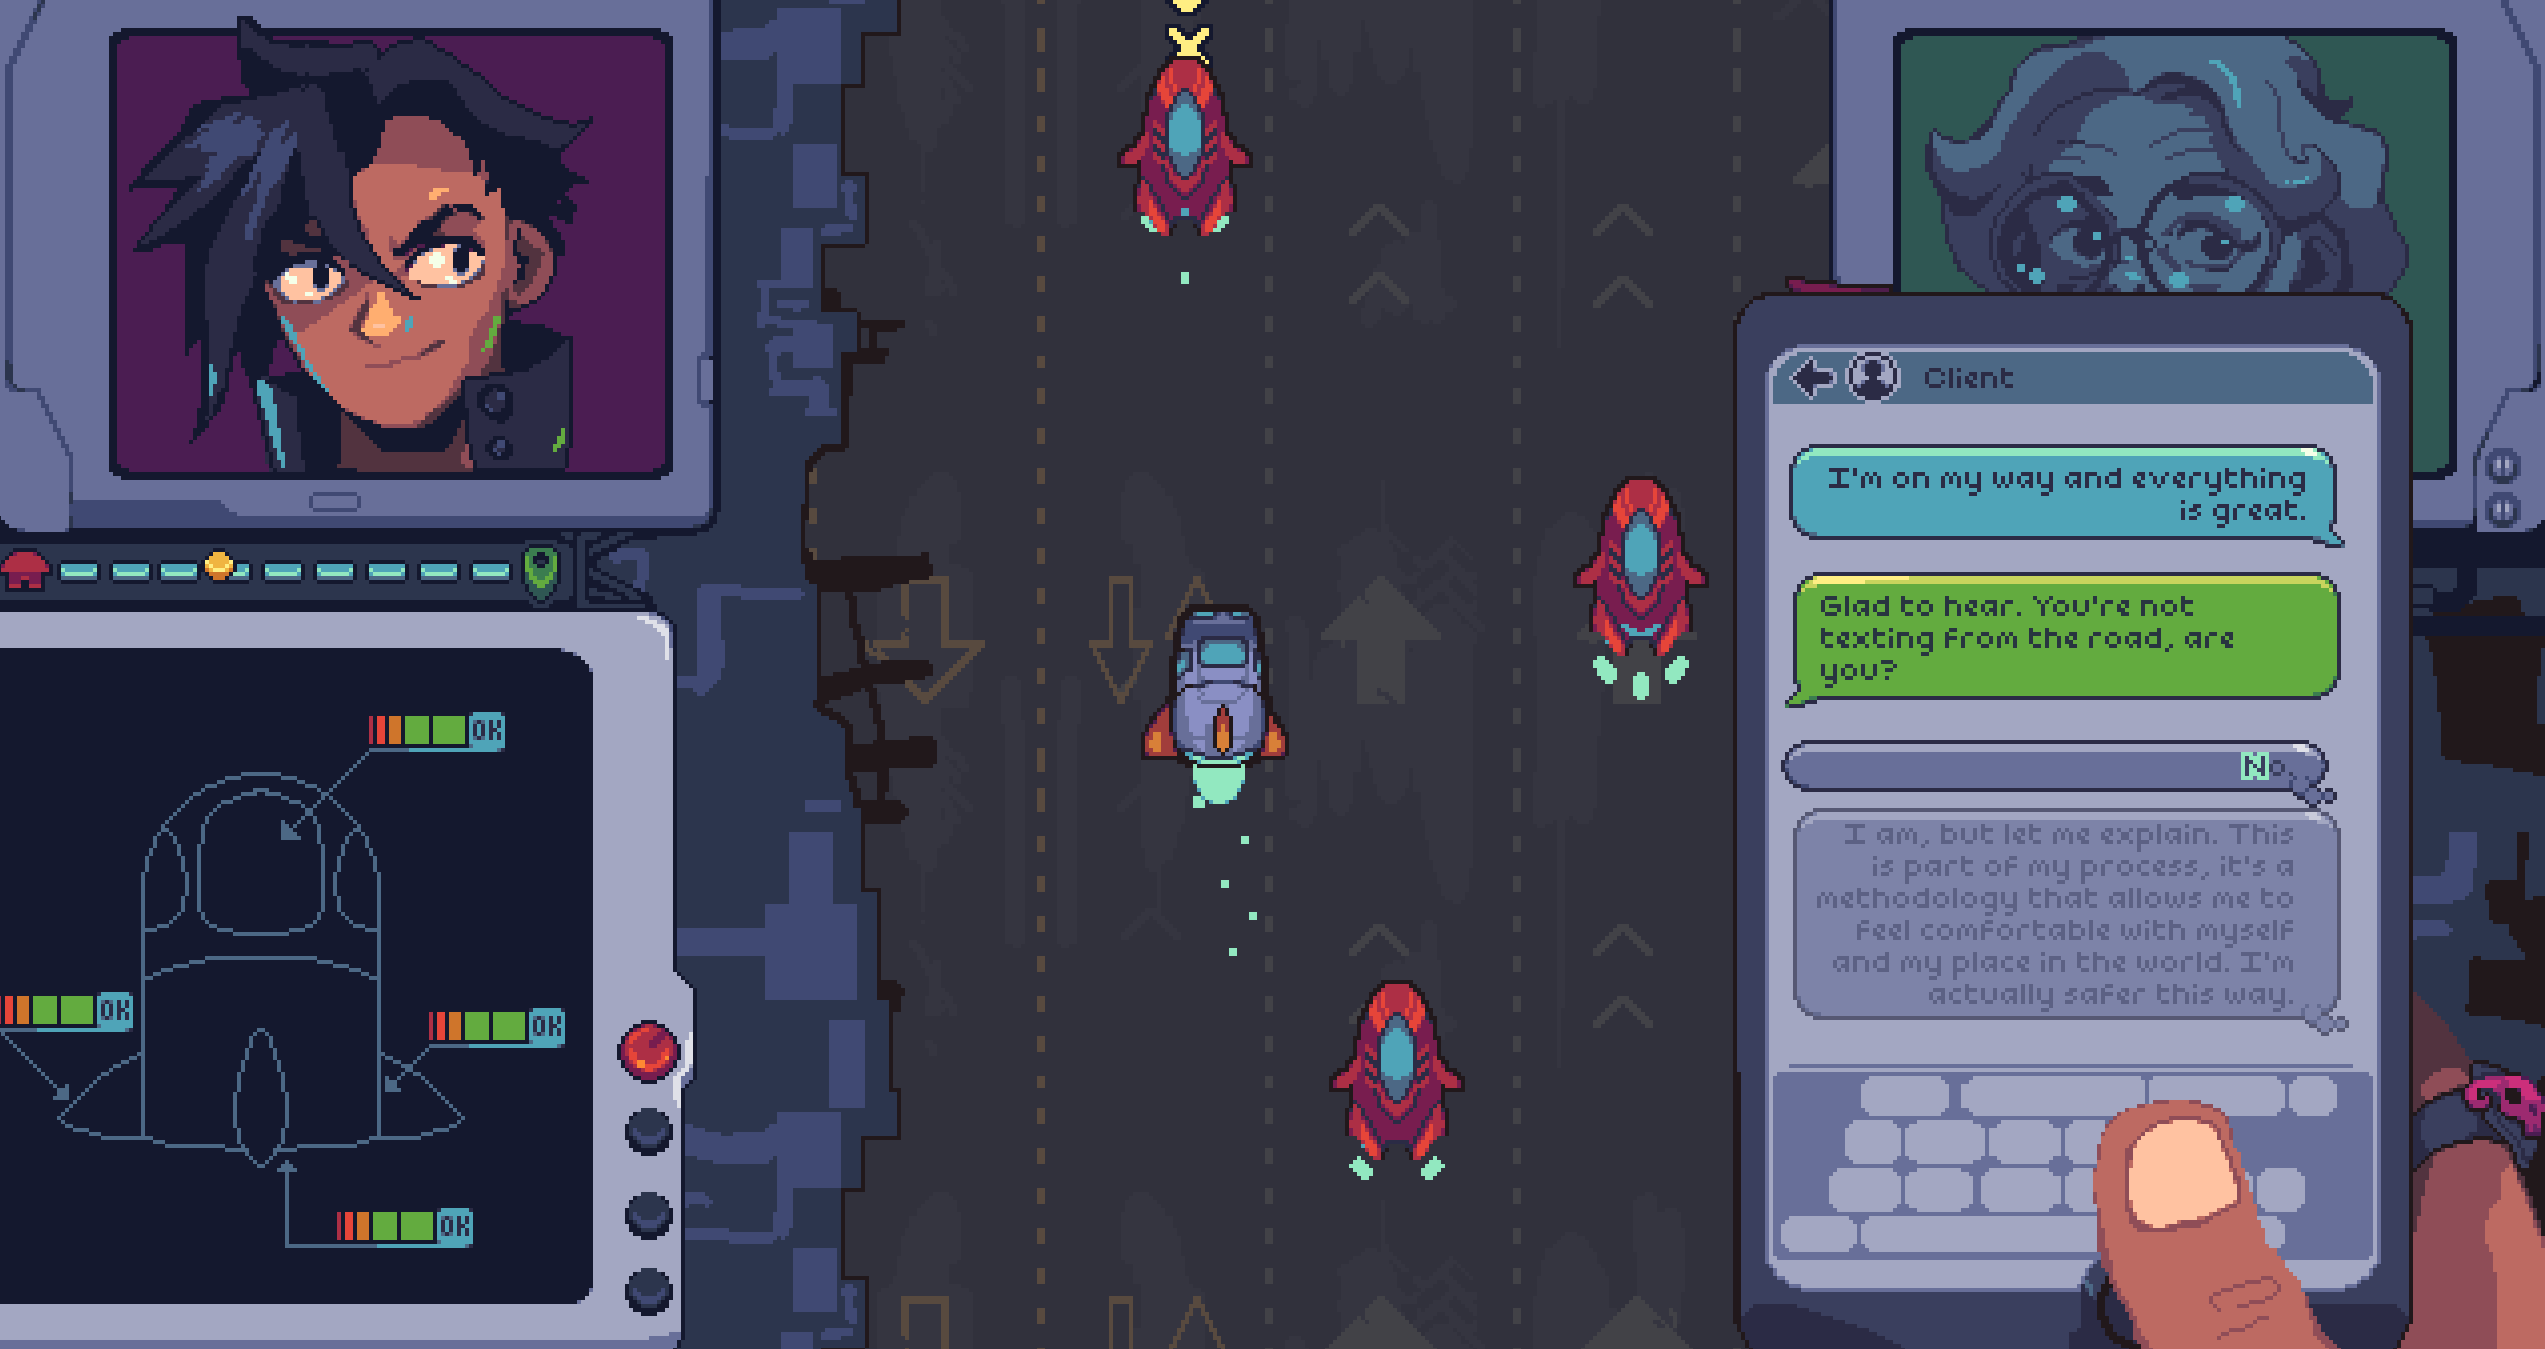 Client
I'm on my way and everything
is great.
Glad to hear. You're not
texting from the road, are
you?
No.
I am, but let me explain. This
is part of my process, it's a
methodology that allows me to
feel comfortable with myself
and my place in the world. I'm
actually safer this way.
OK
OK
OK
OK